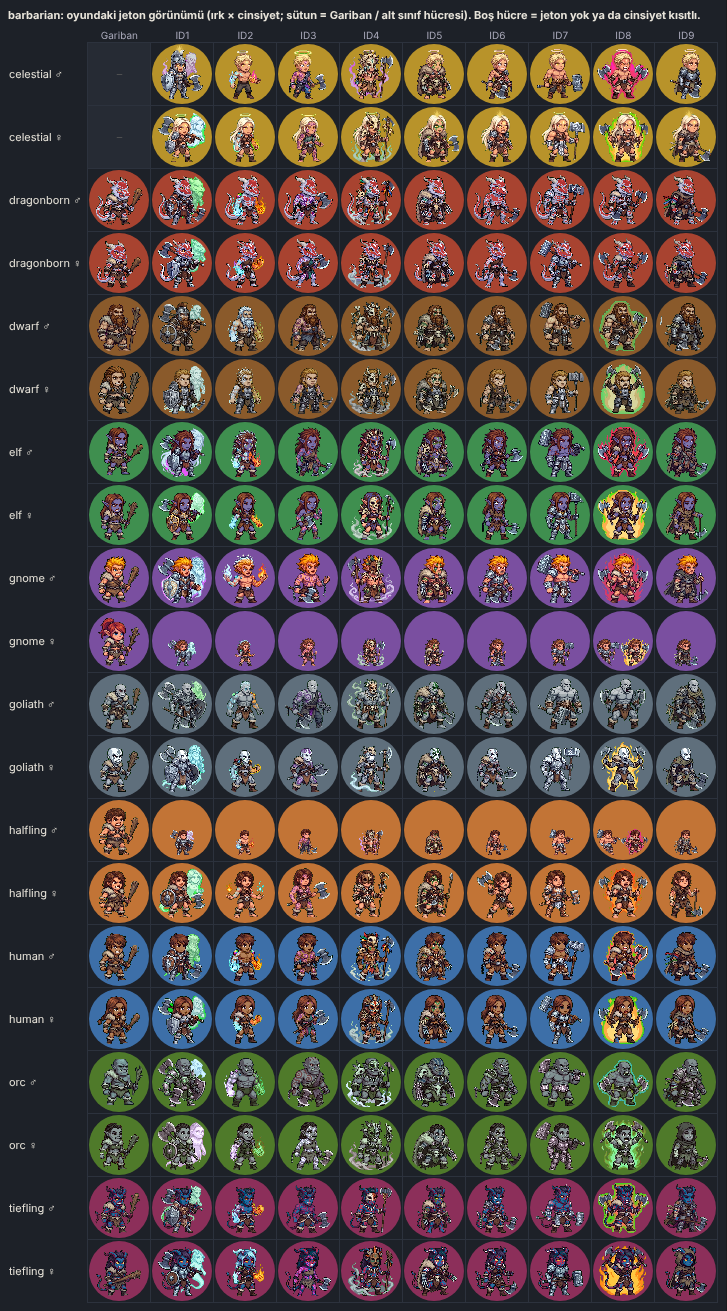 barbarian: oyundaki jeton görünümü (ırk × cinsiyet; sütun = Gariban / alt sınıf hücresi). Boş hücre = jeton yok ya da cinsiyet kısıtlı.
Gariban ID1 ID2 ID3 ID4 ID5 ID6 ID7 ID8 ID9
celestial ♂ –
celestial ♀ –
dragonborn ♂
dragonborn ♀
dwarf ♂
dwarf ♀
elf ♂
elf ♀
gnome ♂
gnome ♀
goliath ♂
goliath ♀
halfling ♂
halfling ♀
human ♂
human ♀
orc ♂
orc ♀
tiefling ♂
tiefling ♀